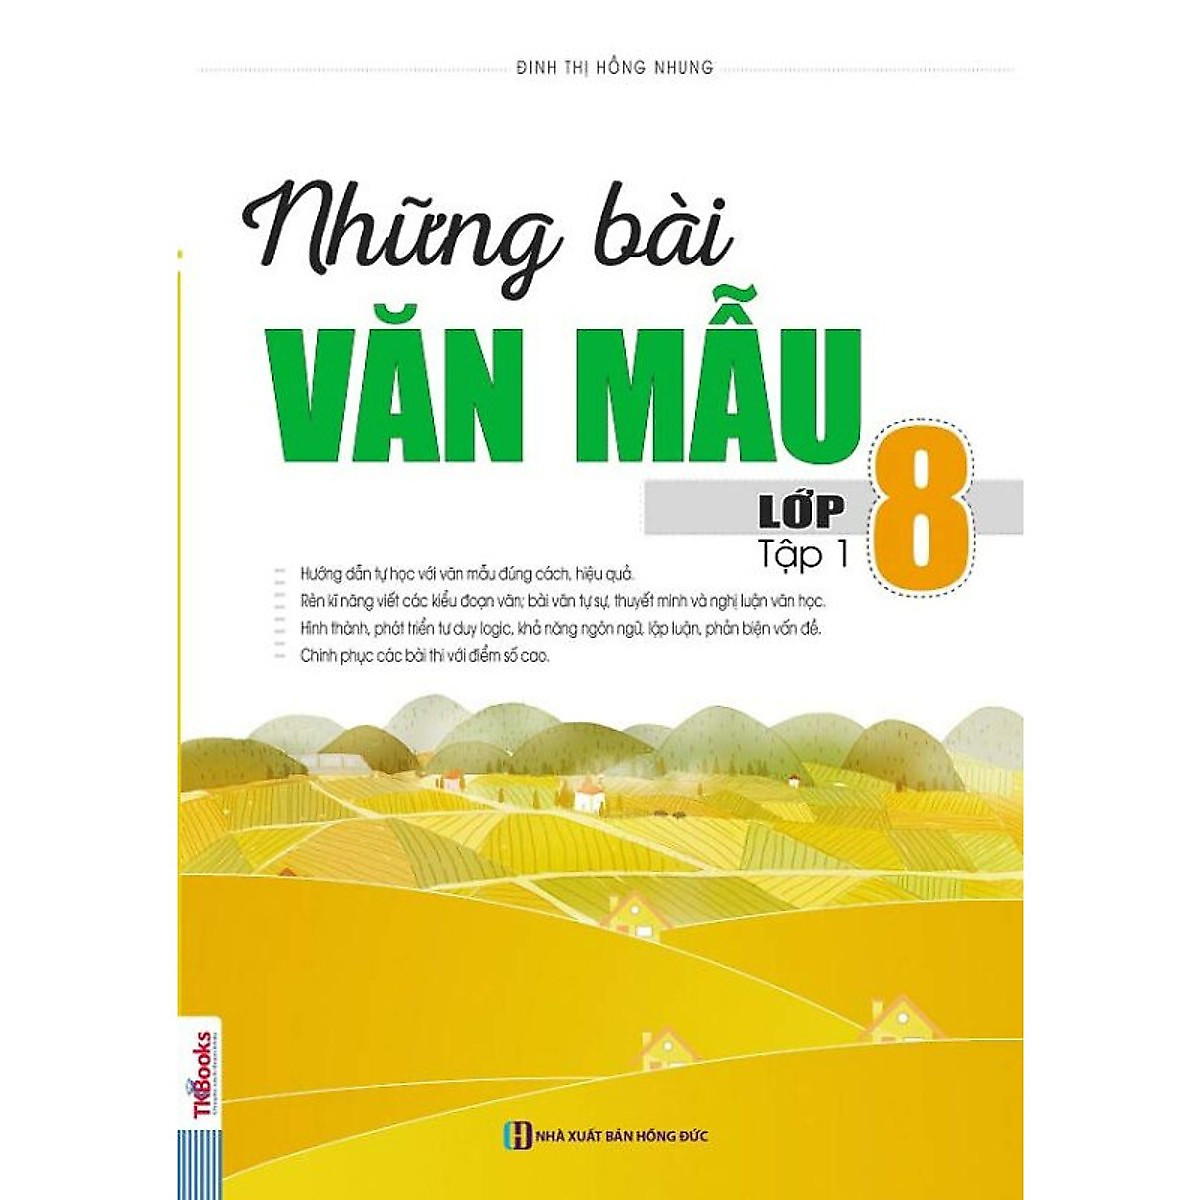 ĐINH THỊ HỒNG NHUNG
Những bài
VĂN MẪU
LỚP 8
Tập 1
Hướng dẫn tự học với văn mẫu đúng cách, hiệu quả.
Rèn kĩ năng viết các kiểu đoạn văn; bài văn tự sự, thuyết minh và nghị luận văn học.
Hình thành, phát triển tư duy logic, khả năng ngôn ngữ, lập luận, phản biện vấn đề.
Chinh phục các bài thi với điểm số cao.
TKBooks
NHÀ XUẤT BẢN HỒNG ĐỨC